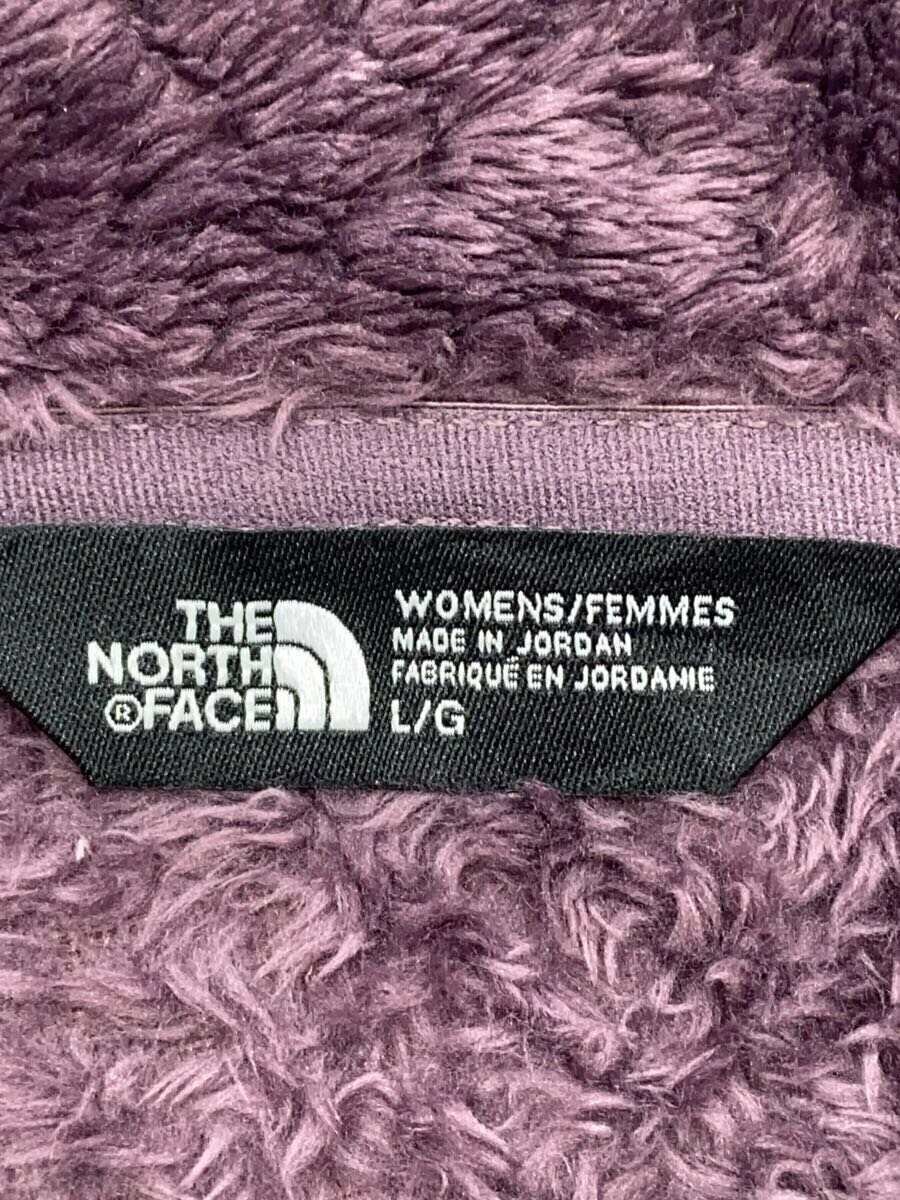 THE
NORTH
®FACE
WOMENS/FEMMES
MADE IN JORDAN
FABRIQUÉ EN JORDANIE
L/G